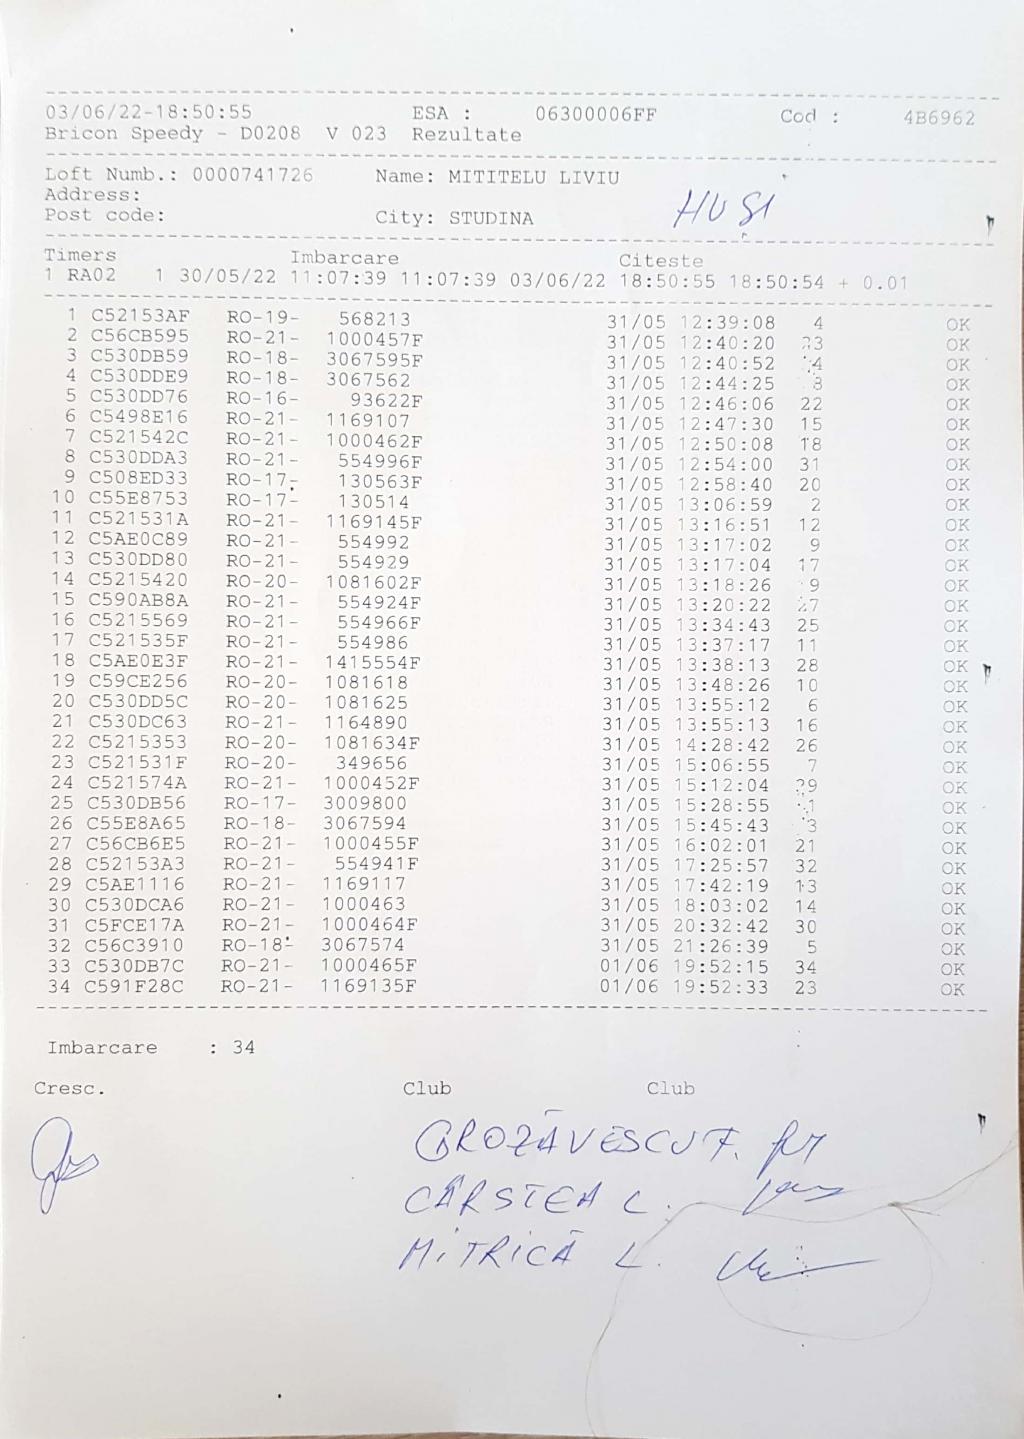 03/06/22-18:50:55 ESA : 06300006FF Cod : 4B6962
Bricon Speedy - D0208 V 023 Rezultate
Loft Numb.: 0000741726 Name: MITITELU LIVIU
Address:
Post code: City: STUDINA HUSI
Timers Imbarcare Citeste
1 RA02 1 30/05/22 11:07:39 11:07:39 03/06/22 18:50:55 18:50:54 + 0.01
1 C52153AF RO-19- 568213 31/05 12:39:08 4 OK
2 C56CB595 RO-21- 1000457F 31/05 12:40:20 OK
3 C530DB59 RO-18- 3067595F 31/05 12:40:52 OK
4 C530DDE9 RO-18- 3067562 31/05 12:44:25 OK
5 C530DD76 RO-16- 93622F 31/05 12:46:06 22 OK
6 C5498E16 RO-21- 1169107 31/05 12:47:30 15 OK
7 C521542C RO-21- 1000462F 31/05 12:50:08 18 OK
8 C530DDA3 RO-21- 554996F 31/05 12:54:00 31 OK
9 C508ED33 RO-17- 130563F 31/05 12:58:40 20 OK
10 C55E8753 RO-17- 130514 31/05 13:06:59 2 OK
11 C521531A RO-21- 1169145F 31/05 13:16:51 12 OK
12 C5AE0C89 RO-21- 554992 31/05 13:17:02 9 OK
13 C530DD80 RO-21- 554929 31/05 13:17:04 17 OK
14 C5215420 RO-20- 1081602F 31/05 13:18:26 OK
15 C590AB8A RO-21- 554924F 31/05 13:20:22 27 OK
16 C5215569 RO-21- 554966F 31/05 13:34:43 25 OK
17 C521535F RO-21- 554986 31/05 13:37:17 11 OK
18 C5AE0E3F RO-21- 1415554F 31/05 13:38:13 28 OK
19 C59CE256 RO-20- 1081618 31/05 13:48:26 10 OK
20 C530DD5C RO-20- 1081625 31/05 13:55:12 6 OK
21 C530DC63 RO-21- 1164890 31/05 13:55:13 16 OK
22 C5215353 RO-20- 1081634F 31/05 14:28:42 26 OK
23 C521531F RO-20- 349656 31/05 15:06:55 7 OK
24 C521574A RO-21- 1000452F 31/05 15:12:04 29 OK
25 C530DB56 RO-17- 3009800 31/05 15:28:55 OK
26 C55E8A65 RO-18- 3067594 31/05 15:45:43 3 OK
27 C56CB6E5 RO-21- 1000455F 31/05 16:02:01 21 OK
28 C52153A3 RO-21- 554941F 31/05 17:25:57 32 OK
29 C5AE1116 RO-21- 1169117 31/05 17:42:19 13 OK
30 C530DCA6 RO-21- 1000463 31/05 18:03:02 14 OK
31 C5FCE17A RO-21- 1000464F 31/05 20:32:42 30 OK
32 C56C3910 RO-18- 3067574 31/05 21:26:39 5 OK
33 C530DB7C RO-21- 1000465F 01/06 19:52:15 34 OK
34 C591F28C RO-21- 1169135F 01/06 19:52:33 23 OK
Imbarcare : 34
Cresc. Club Club
GROZĂVESCU F.
CÂRSTEA C.
MITRICĂ L.